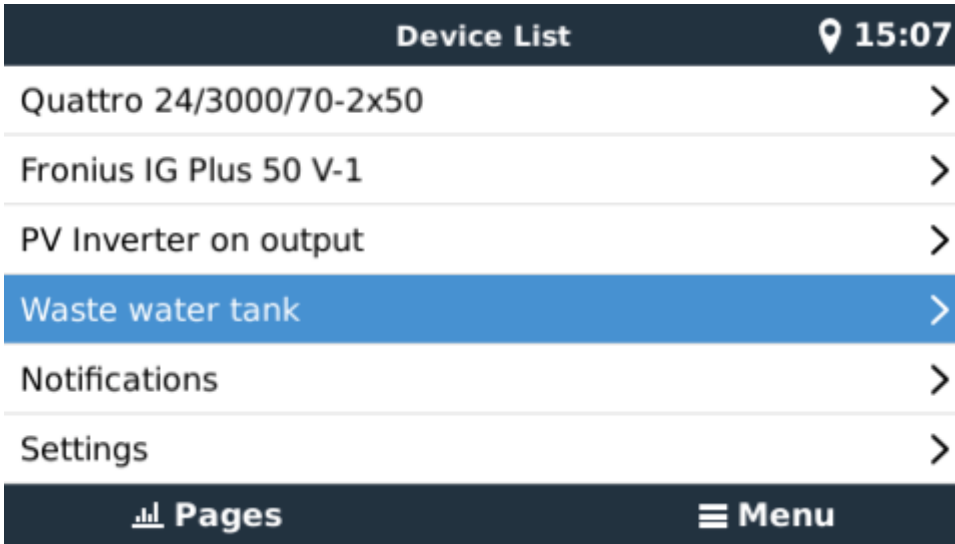 Device List 15:07
Quattro 24/3000/70-2x50
Fronius IG Plus 50 V-1
PV Inverter on output
Waste water tank
Notifications
Settings
Pages Menu